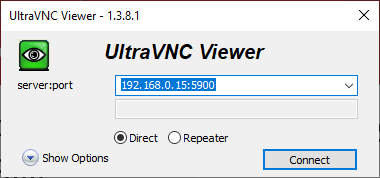 UltraVNC Viewer - 1.3.8.1
UltraVNC Viewer
server:port
192.168.0.15:5900
Direct Repeater
Show Options
Connect